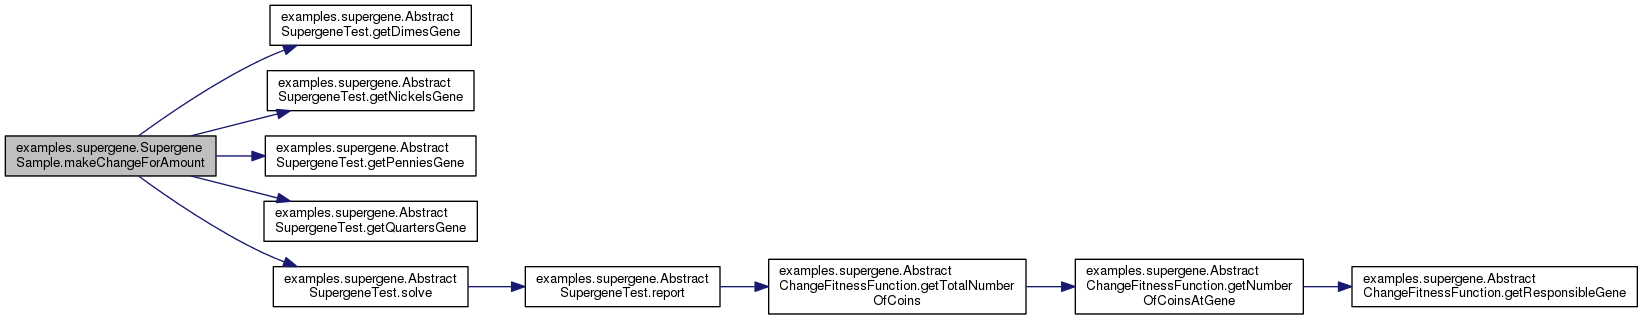 examples.supergene.Abstract
SupergeneTest.getDimesGene
examples.supergene.Abstract
SupergeneTest.getNickelsGene
examples.supergene.Supergene
Sample.makeChangeForAmount
examples.supergene.Abstract
SupergeneTest.getPenniesGene
examples.supergene.Abstract
SupergeneTest.getQuartersGene
examples.supergene.Abstract
SupergeneTest.solve
examples.supergene.Abstract
SupergeneTest.report
examples.supergene.Abstract
ChangeFitnessFunction.getTotalNumber
OfCoins
examples.supergene.Abstract
ChangeFitnessFunction.getNumber
OfCoinsAtGene
examples.supergene.Abstract
ChangeFitnessFunction.getResponsibleGene